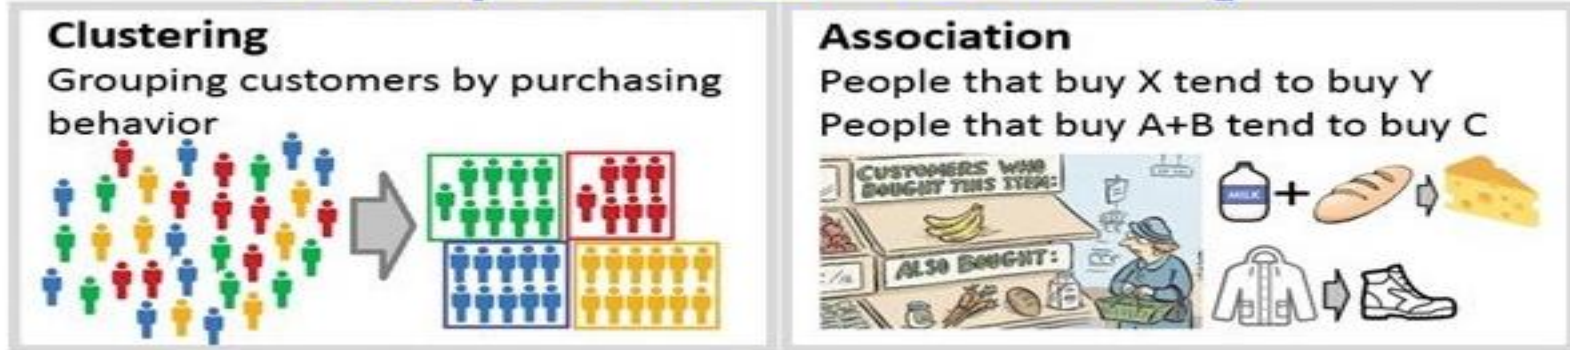 Clustering
Grouping customers by purchasing
behavior
Association
People that buy X tend to buy Y
People that buy A+B tend to buy C
CUSTOMERS WHO
BOUGHT THIS ITEM:
ALSO BOUGHT:
MILK